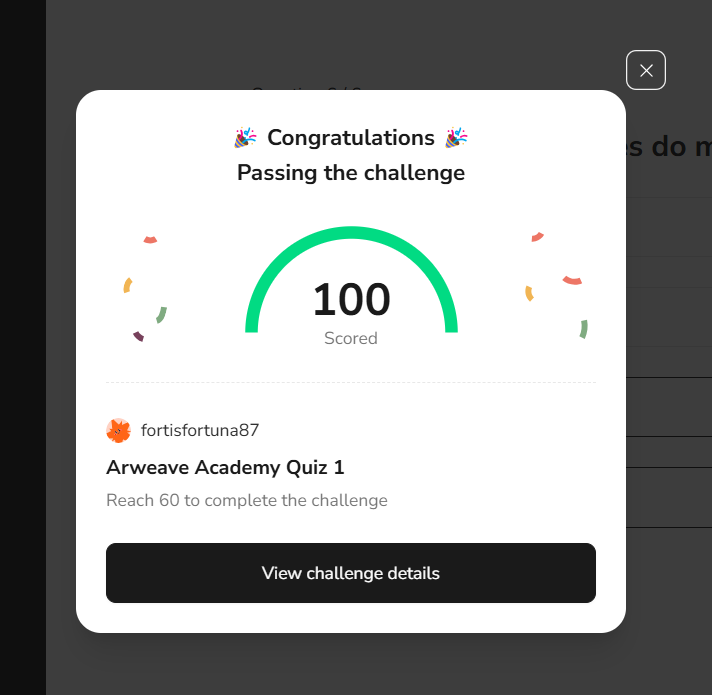 🎉 Congratulations 🎉
Passing the challenge
es do m
100
Scored
fortisfortuna87
Arweave Academy Quiz 1
Reach 60 to complete the challenge
View challenge details